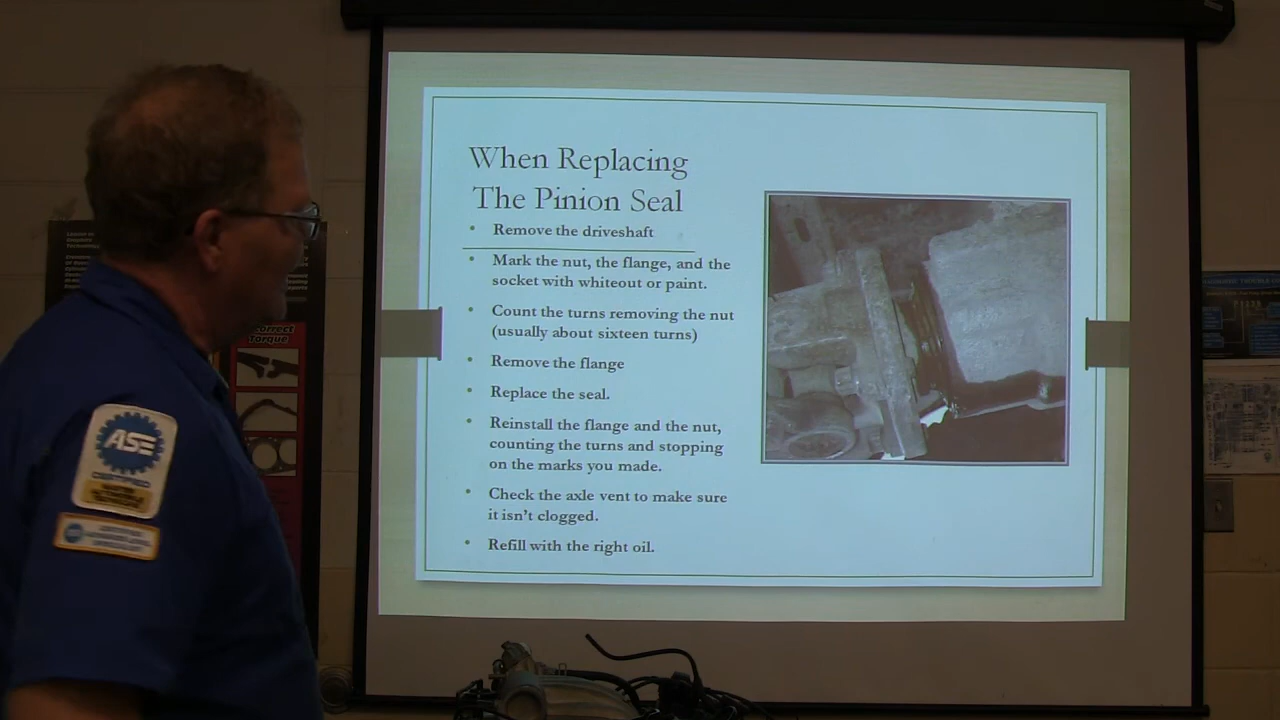 When Replacing
The Pinion Seal
• Remove the driveshaft
• Mark the nut, the flange, and the
socket with whiteout or paint.
• Count the turns removing the nut
(usually about sixteen turns)
• Remove the flange
• Replace the seal.
• Reinstall the flange and the nut,
counting the turns and stopping
on the marks you made.
• Check the axle vent to make sure
it isn't clogged.
• Refill with the right oil.
ASE
CERTIFIED
Correct
Torque